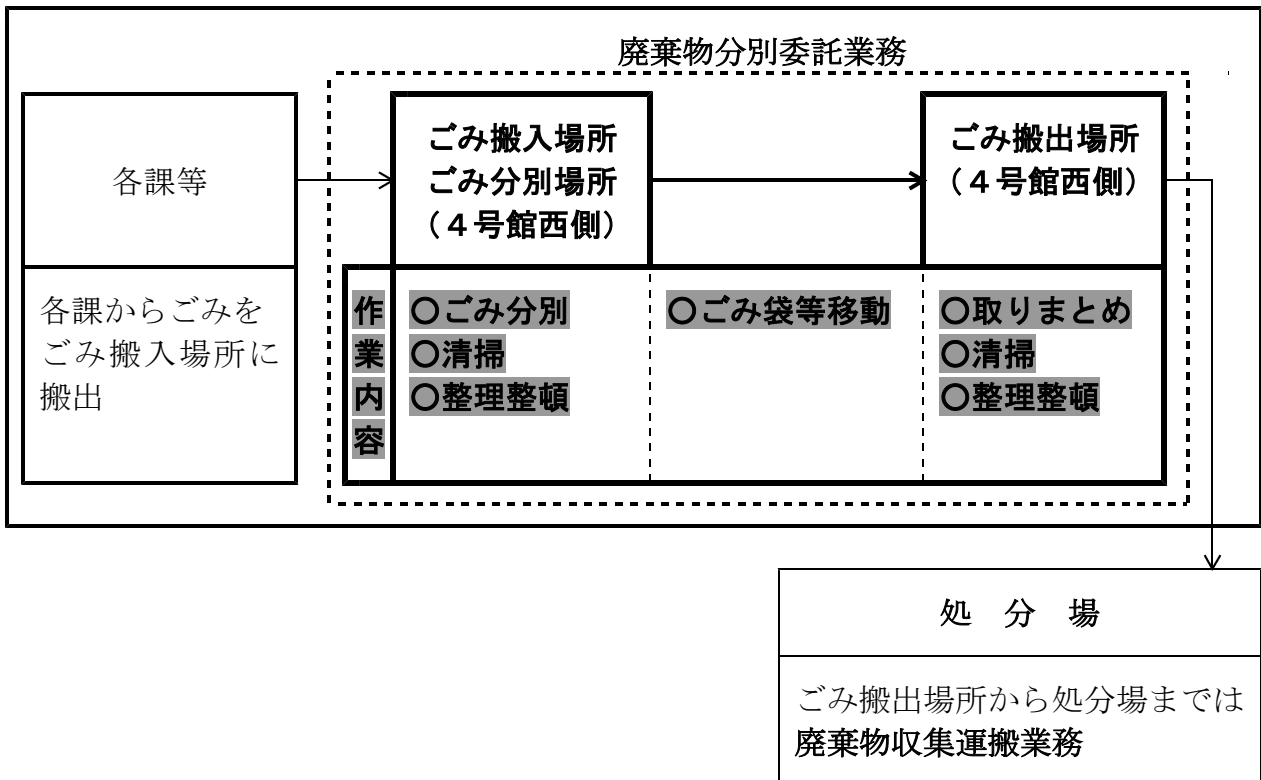 廃棄物分別委託業務
各課等
ごみ搬入場所
ごみ分別場所
(4号館西側)
ごみ搬出場所
(4号館西側)
各課からごみを
ごみ搬入場所に
搬出
作
業
内
容
○ごみ分別
○清掃
○整理整頓
○ごみ袋等移動
○取りまとめ
○清掃
○整理整頓
処 分 場
ごみ搬出場所から処分場までは
廃棄物収集運搬業務